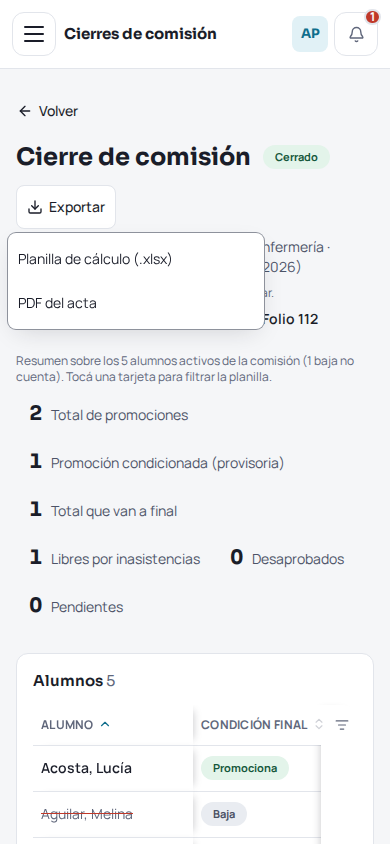 Cierres de comisión
AP
1
Volver
Cierre de comisión
Cerrado
Exportar
Planilla de cálculo (.xlsx)
PDF del acta
nfermería ·
2026)
ar.
Folio 112
Resumen sobre los 5 alumnos activos de la comisión (1 baja no
cuenta). Tocá una tarjeta para filtrar la planilla.
2 Total de promociones
1 Promoción condicionada (provisoria)
1 Total que van a final
1 Libres por inasistencias 0 Desaprobados
0 Pendientes
Alumnos 5
ALUMNO CONDICIÓN FINAL
Acosta, Lucía Promociona
Aguilar, Melina Baja